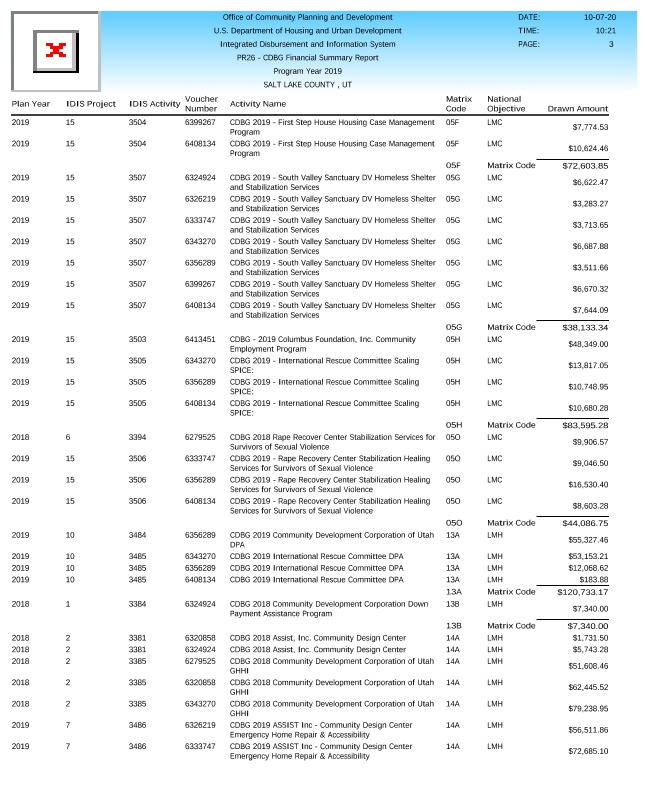 Office of Community Planning and Development DATE: 10-07-20
U.S. Department of Housing and Urban Development TIME: 10:21
Integrated Disbursement and Information System PAGE: 3
PR26 - CDBG Financial Summary Report
Program Year 2019
SALT LAKE COUNTY , UT
Plan Year IDIS Project IDIS Activity Voucher Number Activity Name Matrix Code National Objective Drawn Amount
2019 15 3504 6399267 CDBG 2019 - First Step House Housing Case Management 05F LMC $7,774.53
Program
2019 15 3504 6408134 CDBG 2019 - First Step House Housing Case Management 05F LMC $10,624.46
Program
05F Matrix Code $72,603.85
2019 15 3507 6324924 CDBG 2019 - South Valley Sanctuary DV Homeless Shelter 05G LMC $6,622.47
and Stabilization Services
2019 15 3507 6326219 CDBG 2019 - South Valley Sanctuary DV Homeless Shelter 05G LMC $3,283.27
and Stabilization Services
2019 15 3507 6333747 CDBG 2019 - South Valley Sanctuary DV Homeless Shelter 05G LMC $3,713.65
and Stabilization Services
2019 15 3507 6343270 CDBG 2019 - South Valley Sanctuary DV Homeless Shelter 05G LMC $6,687.88
and Stabilization Services
2019 15 3507 6356289 CDBG 2019 - South Valley Sanctuary DV Homeless Shelter 05G LMC $3,511.66
and Stabilization Services
2019 15 3507 6399267 CDBG 2019 - South Valley Sanctuary DV Homeless Shelter 05G LMC $6,670.32
and Stabilization Services
2019 15 3507 6408134 CDBG 2019 - South Valley Sanctuary DV Homeless Shelter 05G LMC $7,644.09
and Stabilization Services
05G Matrix Code $38,133.34
2019 15 3503 6413451 CDBG - 2019 Columbus Foundation, Inc. Community 05H LMC $48,349.00
Employment Program
2019 15 3505 6343270 CDBG 2019 - International Rescue Committee Scaling 05H LMC $13,817.05
SPICE:
2019 15 3505 6356289 CDBG 2019 - International Rescue Committee Scaling 05H LMC $10,748.95
SPICE:
2019 15 3505 6408134 CDBG 2019 - International Rescue Committee Scaling 05H LMC $10,680.28
SPICE:
05H Matrix Code $83,595.28
2018 6 3394 6279525 CDBG 2018 Rape Recover Center Stabilization Services for 05O LMC $9,906.57
Survivors of Sexual Violence
2019 15 3506 6333747 CDBG 2019 - Rape Recovery Center Stabilization Healing 05O LMC $9,046.50
Services for Survivors of Sexual Violence
2019 15 3506 6356289 CDBG 2019 - Rape Recovery Center Stabilization Healing 05O LMC $16,530.40
Services for Survivors of Sexual Violence
2019 15 3506 6408134 CDBG 2019 - Rape Recovery Center Stabilization Healing 05O LMC $8,603.28
Services for Survivors of Sexual Violence
05O Matrix Code $44,086.75
2019 10 3484 6356289 CDBG 2019 Community Development Corporation of Utah 13A LMH $55,327.46
DPA
2019 10 3485 6343270 CDBG 2019 International Rescue Committee DPA 13A LMH $53,153.21
2019 10 3485 6356289 CDBG 2019 International Rescue Committee DPA 13A LMH $12,068.62
2019 10 3485 6408134 CDBG 2019 International Rescue Committee DPA 13A LMH $183.88
13A Matrix Code $120,733.17
2018 1 3384 6324924 CDBG 2018 Community Development Corporation Down 13B LMH $7,340.00
Payment Assistance Program
13B Matrix Code $7,340.00
2018 2 3381 6320858 CDBG 2018 Assist, Inc. Community Design Center 14A LMH $1,731.50
2018 2 3381 6324924 CDBG 2018 Assist, Inc. Community Design Center 14A LMH $5,743.28
2018 2 3385 6279525 CDBG 2018 Community Development Corporation of Utah 14A LMH $51,608.46
GHHI
2018 2 3385 6320858 CDBG 2018 Community Development Corporation of Utah 14A LMH $62,445.52
GHHI
2018 2 3385 6343270 CDBG 2018 Community Development Corporation of Utah 14A LMH $79,238.95
GHHI
2019 7 3486 6326219 CDBG 2019 ASSIST Inc - Community Design Center 14A LMH $56,511.86
Emergency Home Repair & Accessibility
2019 7 3486 6333747 CDBG 2019 ASSIST Inc - Community Design Center 14A LMH $72,685.10
Emergency Home Repair & Accessibility